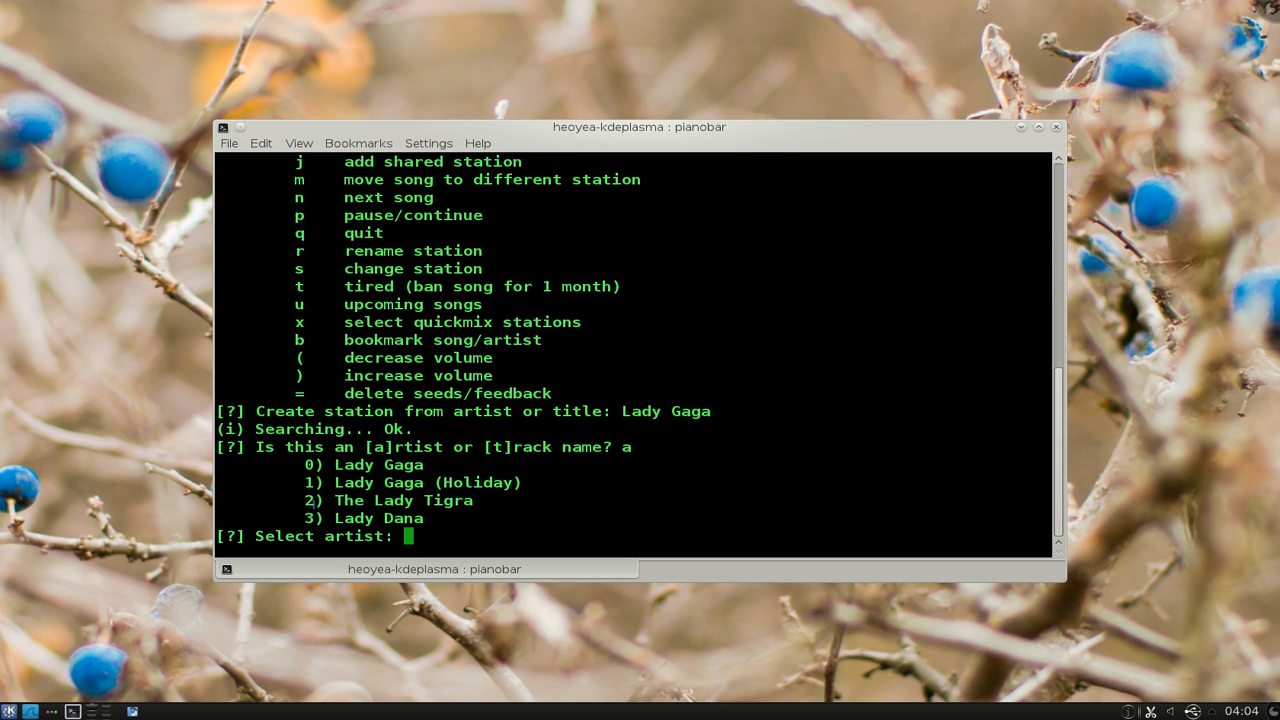 heoyea-kdeplasma : pianobar
File Edit View Bookmarks Settings Help
j add shared station
m move song to different station
n next song
p pause/continue
q quit
r rename station
s change station
t tired (ban song for 1 month)
u upcoming songs
x select quickmix stations
b bookmark song/artist
( decrease volume
) increase volume
= delete seeds/feedback
[?] Create station from artist or title: Lady Gaga
(i) Searching... Ok.
[?] Is this an [a]rtist or [t]rack name? a
0) Lady Gaga
1) Lady Gaga (Holiday)
2) The Lady Tigra
3) Lady Dana
[?] Select artist:
heoyea-kdeplasma : pianobar
04:04